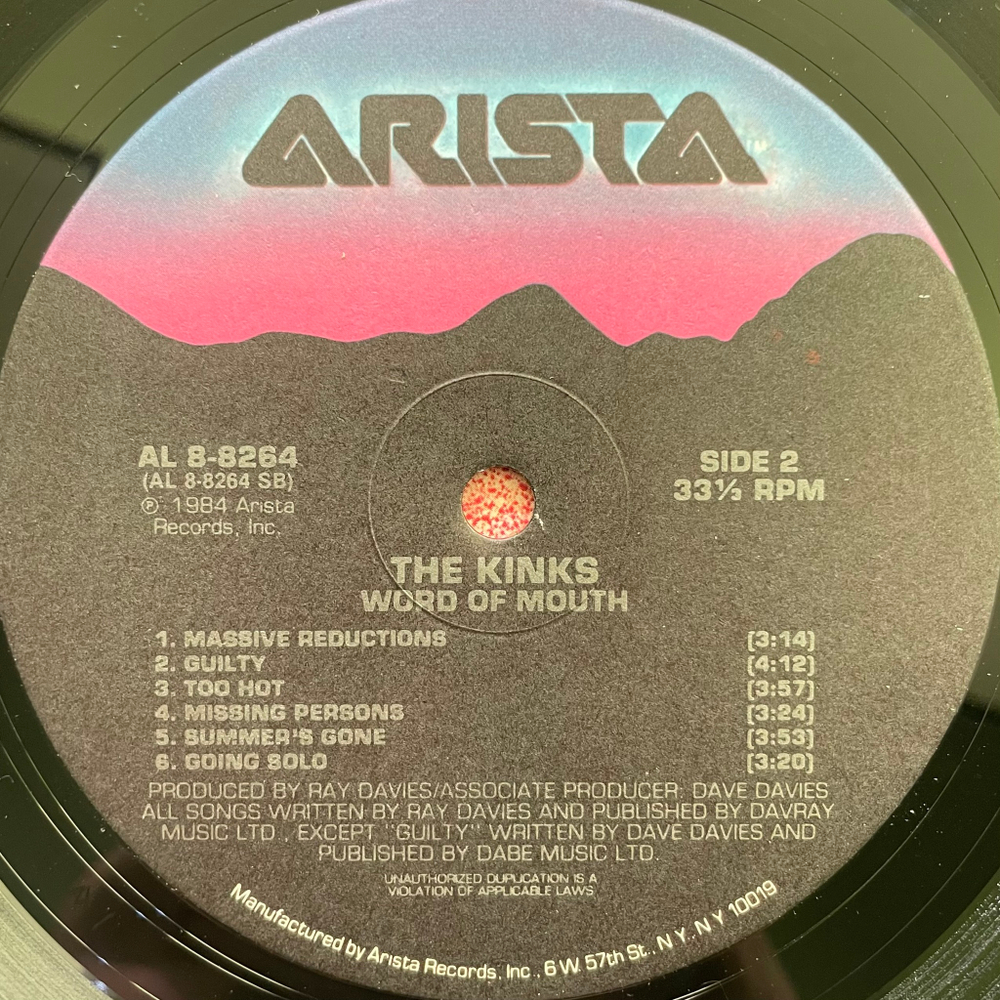 ARISTA
AL 8-8264
(AL 8-8264 SB)
℗ 1984 Arista
Records, Inc.
SIDE 2
33⅓ RPM
THE KINKS
WORD OF MOUTH
1. MASSIVE REDUCTIONS [3:14]
2. GUILTY [4:12]
3. TOO HOT [3:57]
4. MISSING PERSONS [3:24]
5. SUMMER'S GONE [3:53]
6. GOING SOLO [3:20]
PRODUCED BY RAY DAVIES/ASSOCIATE PRODUCER: DAVE DAVIES
ALL SONGS WRITTEN BY RAY DAVIES AND PUBLISHED BY DAVRAY
MUSIC LTD., EXCEPT "GUILTY" WRITTEN BY DAVE DAVIES AND
PUBLISHED BY DABE MUSIC LTD.
UNAUTHORIZED DUPLICATION IS A
VIOLATION OF APPLICABLE LAWS
Manufactured by Arista Records, Inc., 6 W. 57th St., N.Y., N.Y. 10019